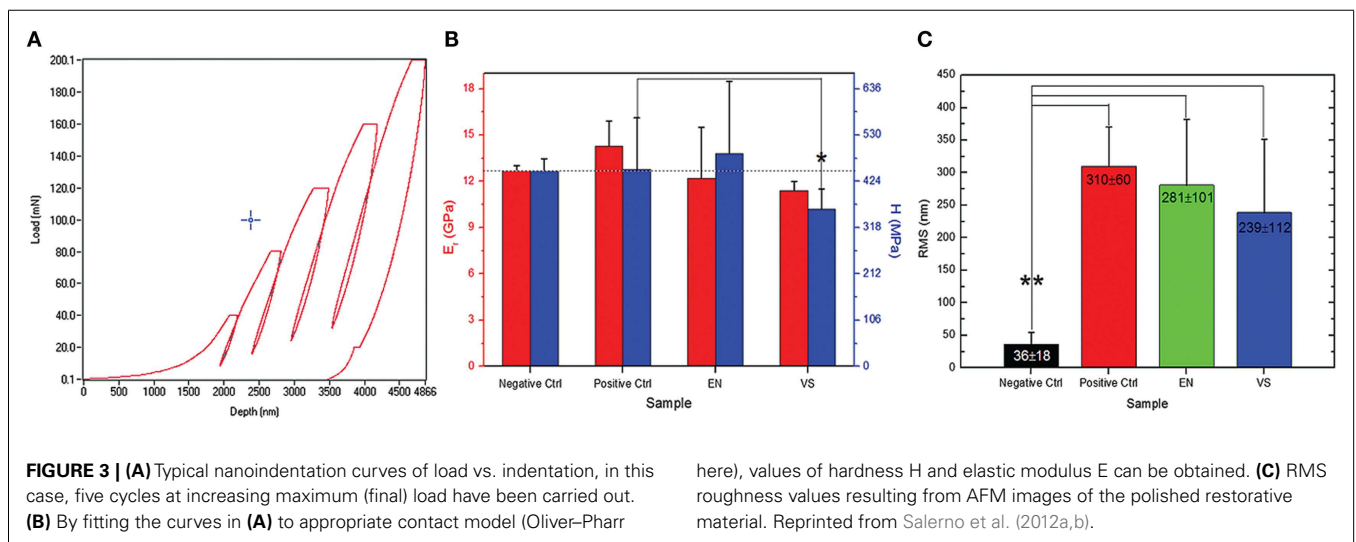 A
200.1
180.0
160.0
140.0
120.0
100.0
80.0
60.0
40.0
20.0
0.1
Load (mN)
0 500 1000 1500 2000 2500 3000 3500 4000 4500 4866
Depth (nm)
B
18
15
12
9
6
3
0
Er (GPa)
*
636
530
424
318
212
106
0
H (MPa)
Negative Ctrl Positive Ctrl EN VS
Sample
C
450
400
350
300
250
200
150
100
50
0
RMS (nm)
**
36±18
310±60
281±101
239±112
Negative Ctrl Positive Ctrl EN VS
Sample
FIGURE 3 | (A) Typical nanoindentation curves of load vs. indentation, in this
case, five cycles at increasing maximum (final) load have been carried out.
(B) By fitting the curves in (A) to appropriate contact model (Oliver–Pharr
here), values of hardness H and elastic modulus E can be obtained. (C) RMS
roughness values resulting from AFM images of the polished restorative
material. Reprinted from Salerno et al. (2012a,b).